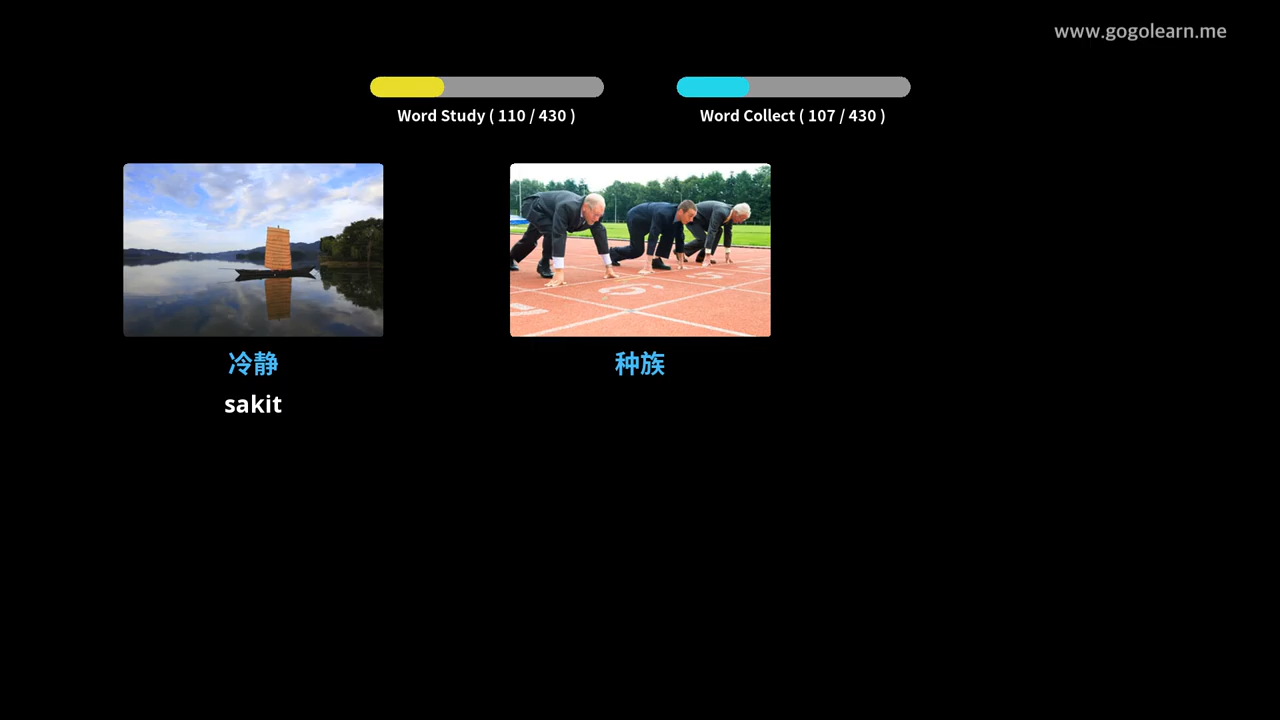 www.gogolearn.me
Word Study ( 110 / 430 )
Word Collect ( 107 / 430 )
冷静
种族
sakit